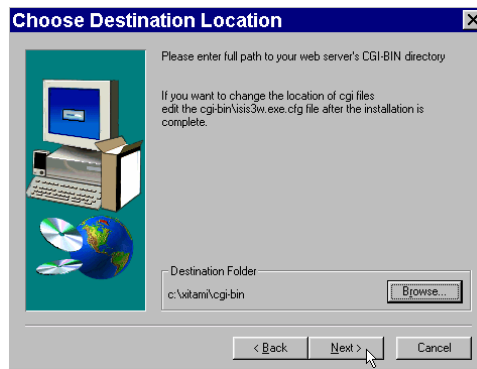 Choose Destination Location
Please enter full path to your web server's CGI-BIN directory
If you want to change the location of cgi files
edit the cgi-bin\isis3w.exe.cfg file after the installation is
complete.
Destination Folder
c:\xitami\cgi-bin
Browse...
< Back
Next >
Cancel